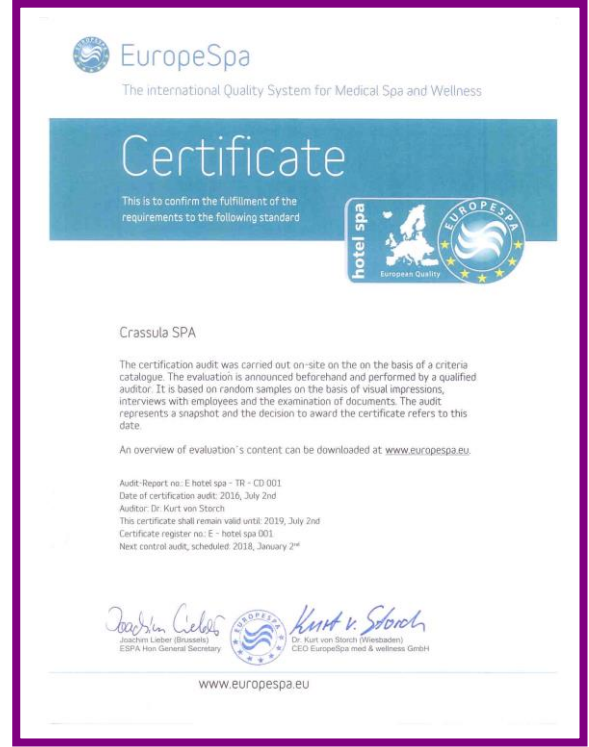 EuropeSpa
The international Quality System for Medical Spa and Wellness
Certificate
This is to confirm the fulfillment of the
requirements to the following standard
hotel spa
European Quality
EUROPESPA
Crassula SPA
The certification audit was carried out on-site on the on the basis of a criteria
catalogue. The evaluation is announced beforehand and performed by a qualified
auditor. It is based on random samples on the basis of visual impressions,
interviews with employees and the examination of documents. The audit
represents a snapshot and the decision to award the certificate refers to this
date.
An overview of evaluation`s content can be downloaded at www.europespa.eu.
Audit-Report no.: E hotel spa - TR - CD 001
Date of certification audit: 2016, July 2nd
Auditor: Dr. Kurt von Storch
This certificate shall remain valid until: 2019, July 2nd
Certificate register no.: E - hotel spa 001
Next control audit, scheduled: 2018, January 2nd
Joachim Lieber
Kurt v. Storch
EUROPESPA
Joachim Lieber (Brussels)
ESPA Hon General Secretary
Dr. Kurt von Storch (Wiesbaden)
CEO EuropeSpa med & wellness GmbH
www.europespa.eu